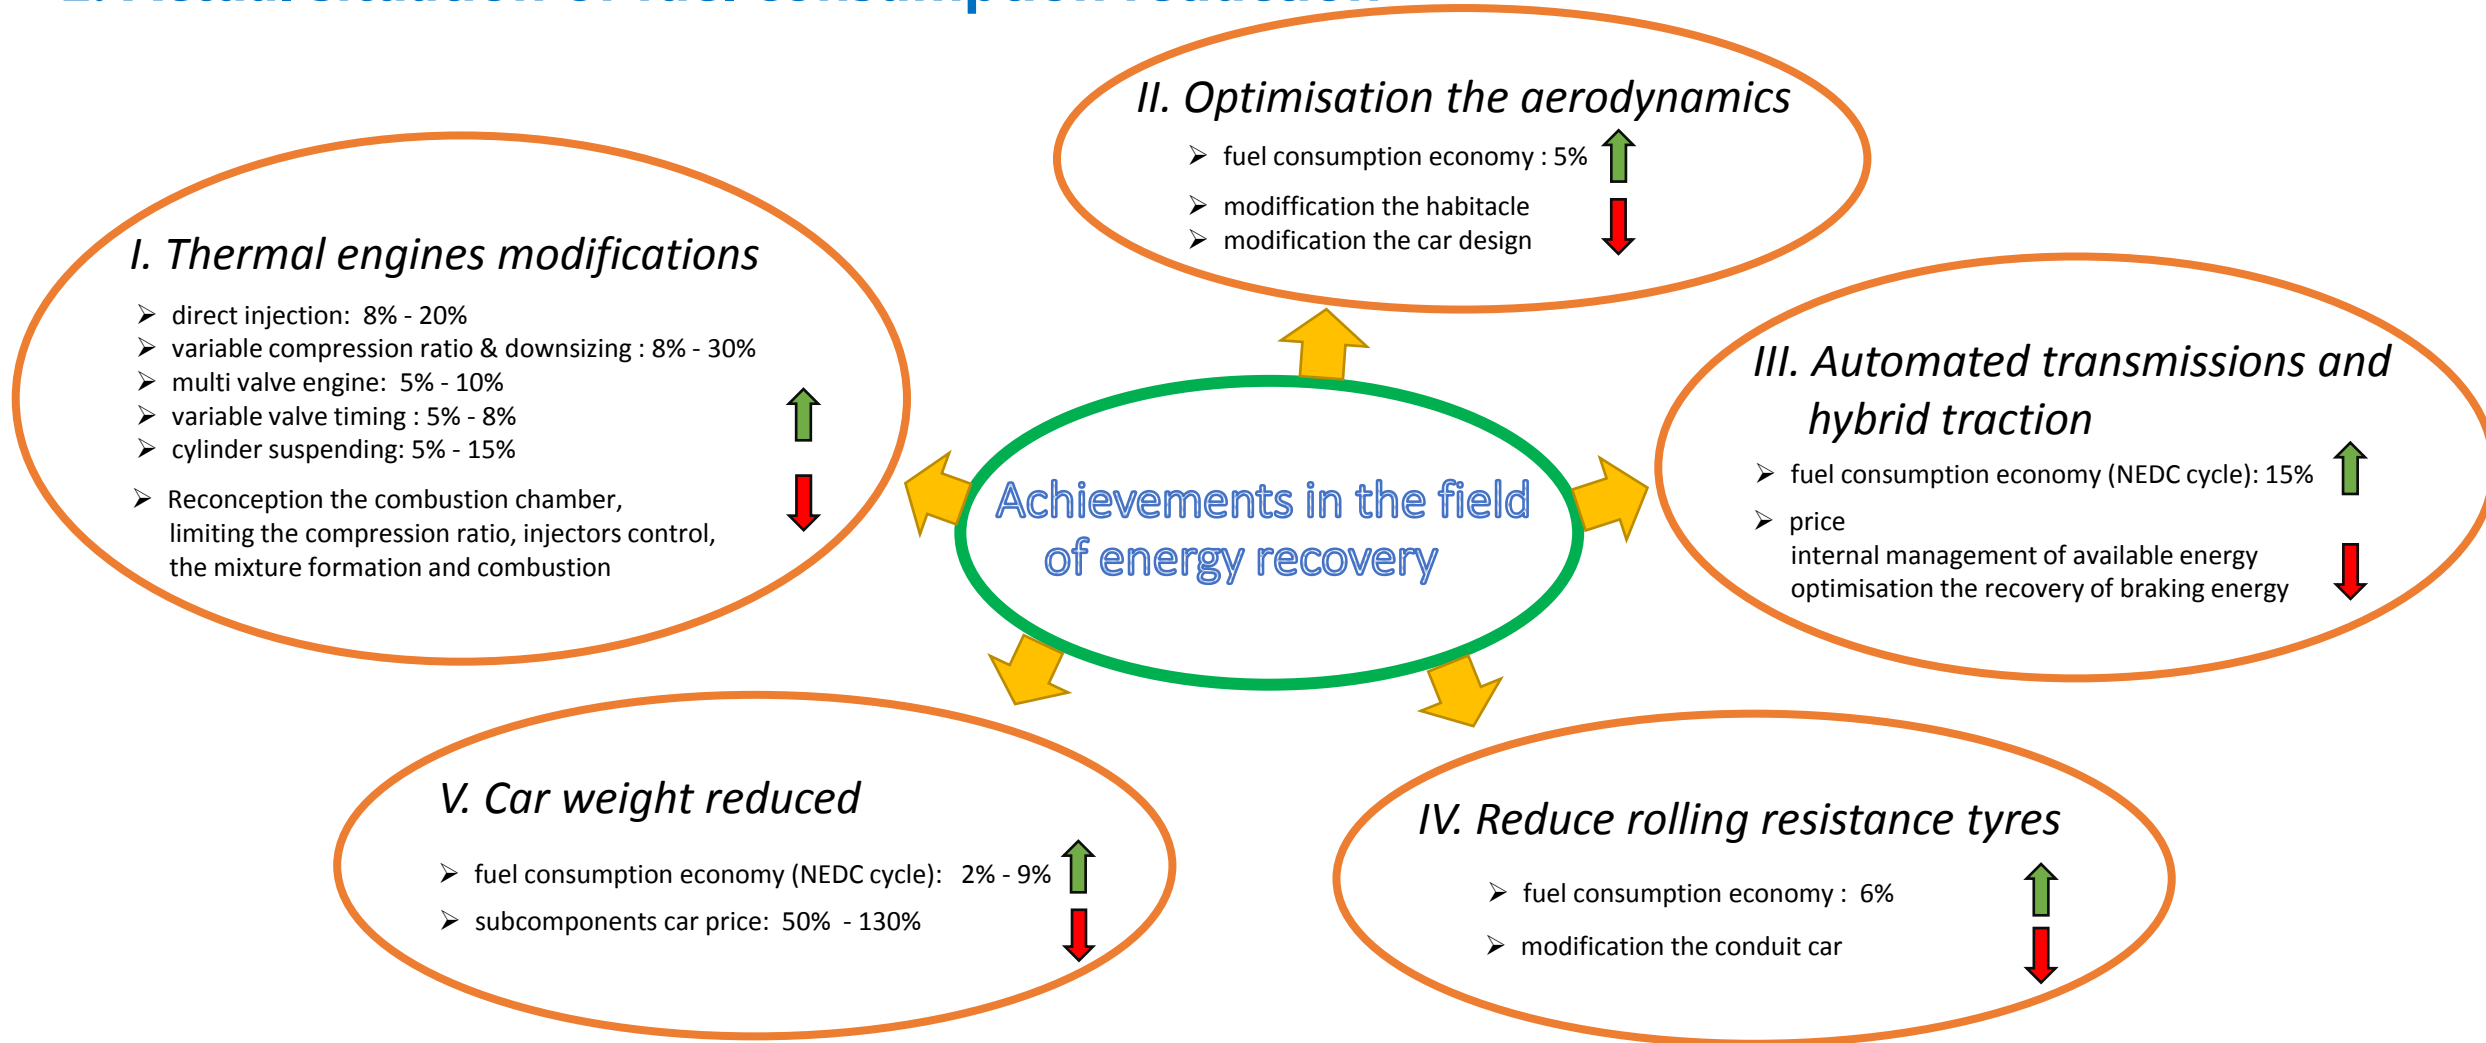 Actual situation of fuel consumption reduction
II. Optimisation the aerodynamics
➢ fuel consumption economy : 5%
➢ modiffication the habitacle
➢ modification the car design
I. Thermal engines modifications
➢ direct injection: 8% - 20%
➢ variable compression ratio & downsizing : 8% - 30%
➢ multi valve engine: 5% - 10%
➢ variable valve timing : 5% - 8%
➢ cylinder suspending: 5% - 15%
➢ Reconception the combustion chamber,
limiting the compression ratio, injectors control,
the mixture formation and combustion
III. Automated transmissions and
hybrid traction
➢ fuel consumption economy (NEDC cycle): 15%
➢ price
internal management of available energy
optimisation the recovery of braking energy
Achievements in the field
of energy recovery
V. Car weight reduced
➢ fuel consumption economy (NEDC cycle): 2% - 9%
➢ subcomponents car price: 50% - 130%
IV. Reduce rolling resistance tyres
➢ fuel consumption economy : 6%
➢ modification the conduit car